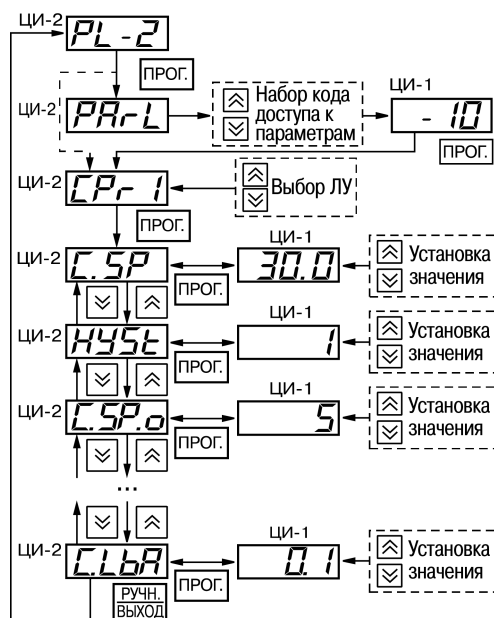 ЦИ-2 PL-2
ПРОГ.
ЦИ-2 PArL
Набор кода
доступа к
параметрам
ЦИ-1
- 10
ПРОГ.
ЦИ-2 CPr 1
Выбор ЛУ
ПРОГ.
ЦИ-2 C.SP
ПРОГ.
ЦИ-1
30.0
Установка
значения
ЦИ-2 HYSt
ПРОГ.
ЦИ-1
1
Установка
значения
ЦИ-2 C.SP.o
ПРОГ.
ЦИ-1
5
Установка
значения
...
ЦИ-2 C.LbA
ПРОГ.
ЦИ-1
0.1
Установка
значения
РУЧН.
ВЫХОД